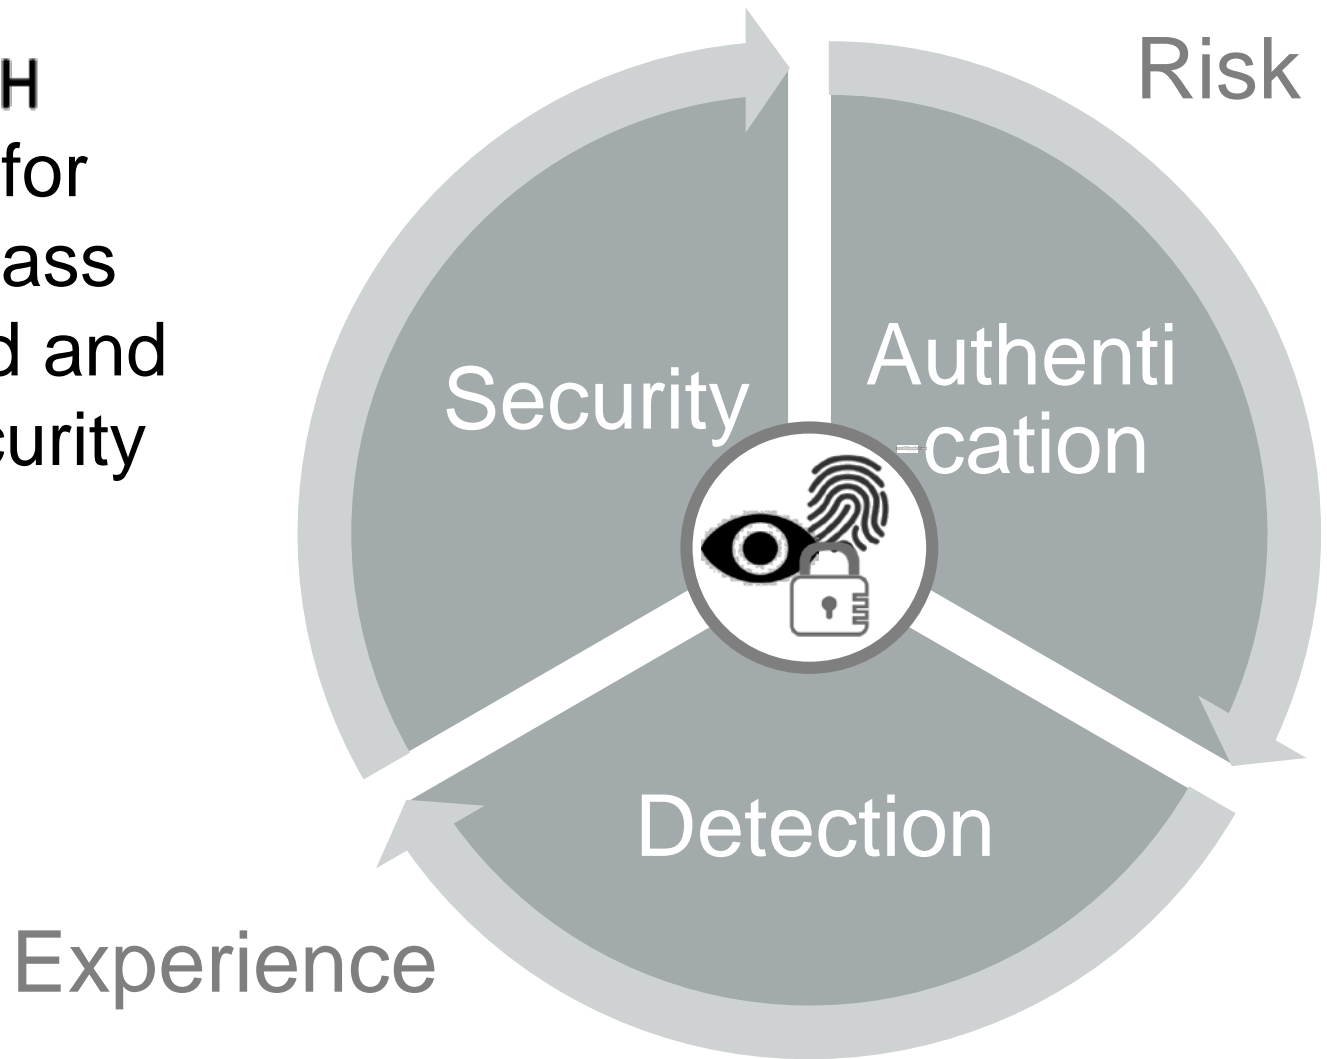 H
for
ass
d and
curity
Risk
Security
Authenti
-cation
Detection
Experience